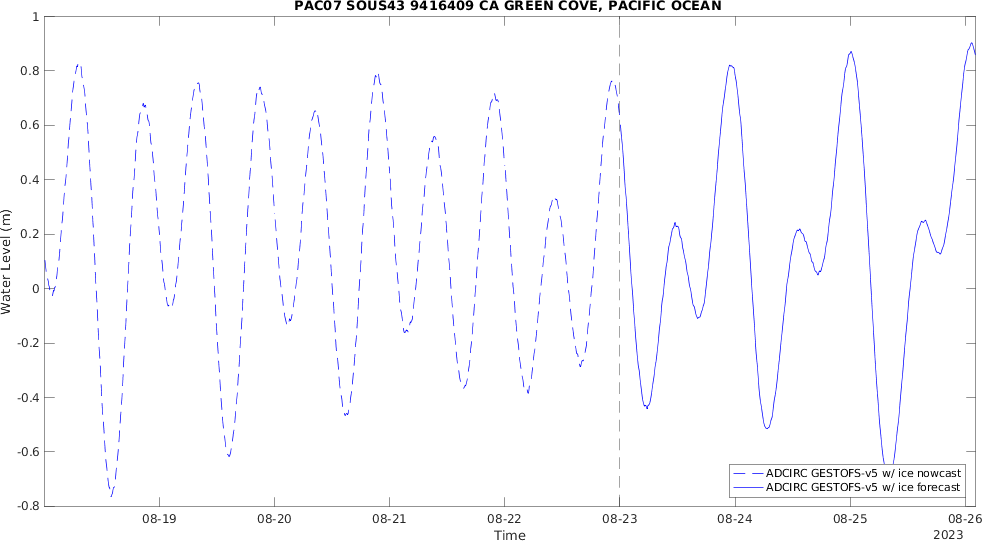 PAC07 SOUS43 9416409 CA GREEN COVE, PACIFIC OCEAN
1
0.8
0.6
0.4
0.2
0
-0.2
-0.4
-0.6
-0.8
Water Level (m)
ADCIRC GESTOFS-v5 w/ ice nowcast
ADCIRC GESTOFS-v5 w/ ice forecast
08-19 08-20 08-21 08-22 08-23 08-24 08-25 08-26
Time
2023